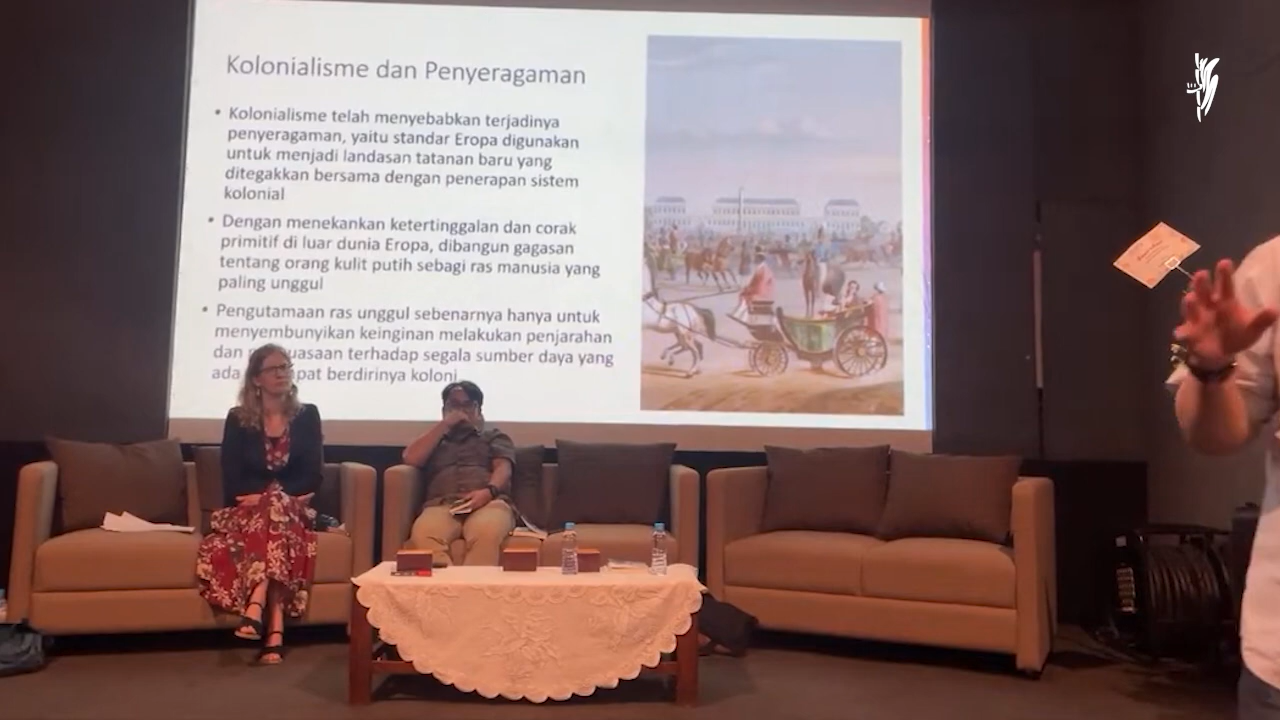 Kolonialisme dan Penyeragaman
• Kolonialisme telah menyebabkan terjadinya
penyeragaman, yaitu standar Eropa digunakan
untuk menjadi landasan tatanan baru yang
ditegakkan bersama dengan penerapan sistem
kolonial
• Dengan menekankan ketertinggalan dan corak
primitif di luar dunia Eropa, dibangun gagasan
tentang orang kulit putih sebagi ras manusia yang
paling unggul
• Pengutamaan ras unggul sebenarnya hanya untuk
menyembunyikan keinginan melakukan penjarahan
dan terhadap segala sumber daya yang
ada berdirinya koloni